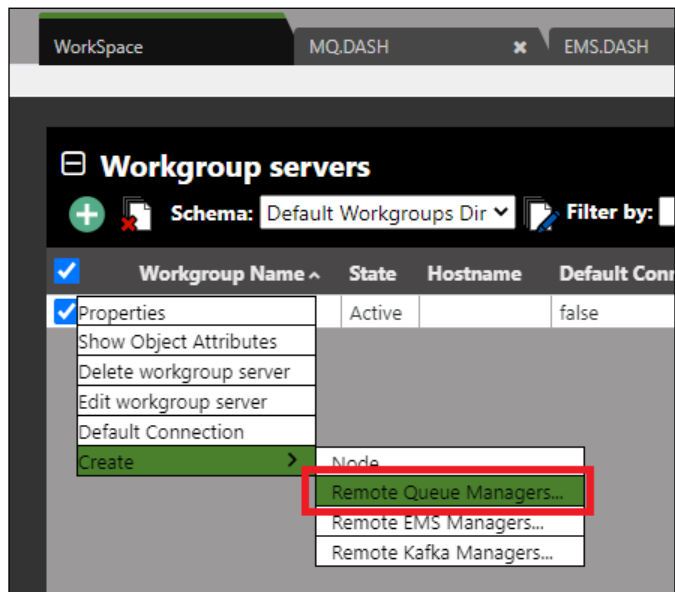 WorkSpace MQ.DASH EMS.DASH
Workgroup servers
Schema: Default Workgroups Dir Filter by:
Workgroup Name State Hostname Default Conn
Properties Active false
Show Object Attributes
Delete workgroup server
Edit workgroup server
Default Connection
Create Node
Remote Queue Managers...
Remote EMS Managers...
Remote Kafka Managers...